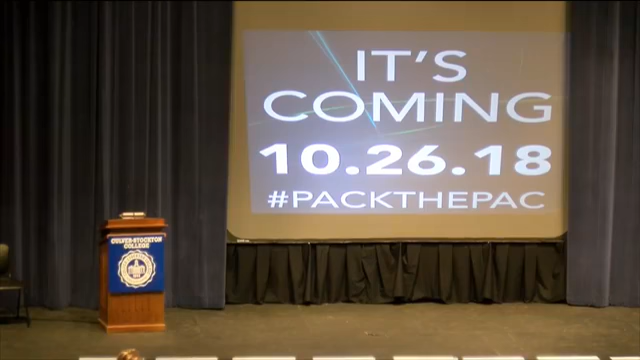 IT'S
COMING
10.26.18
#PACKTHEPAC
CULVER-STOCKTON
COLLEGE